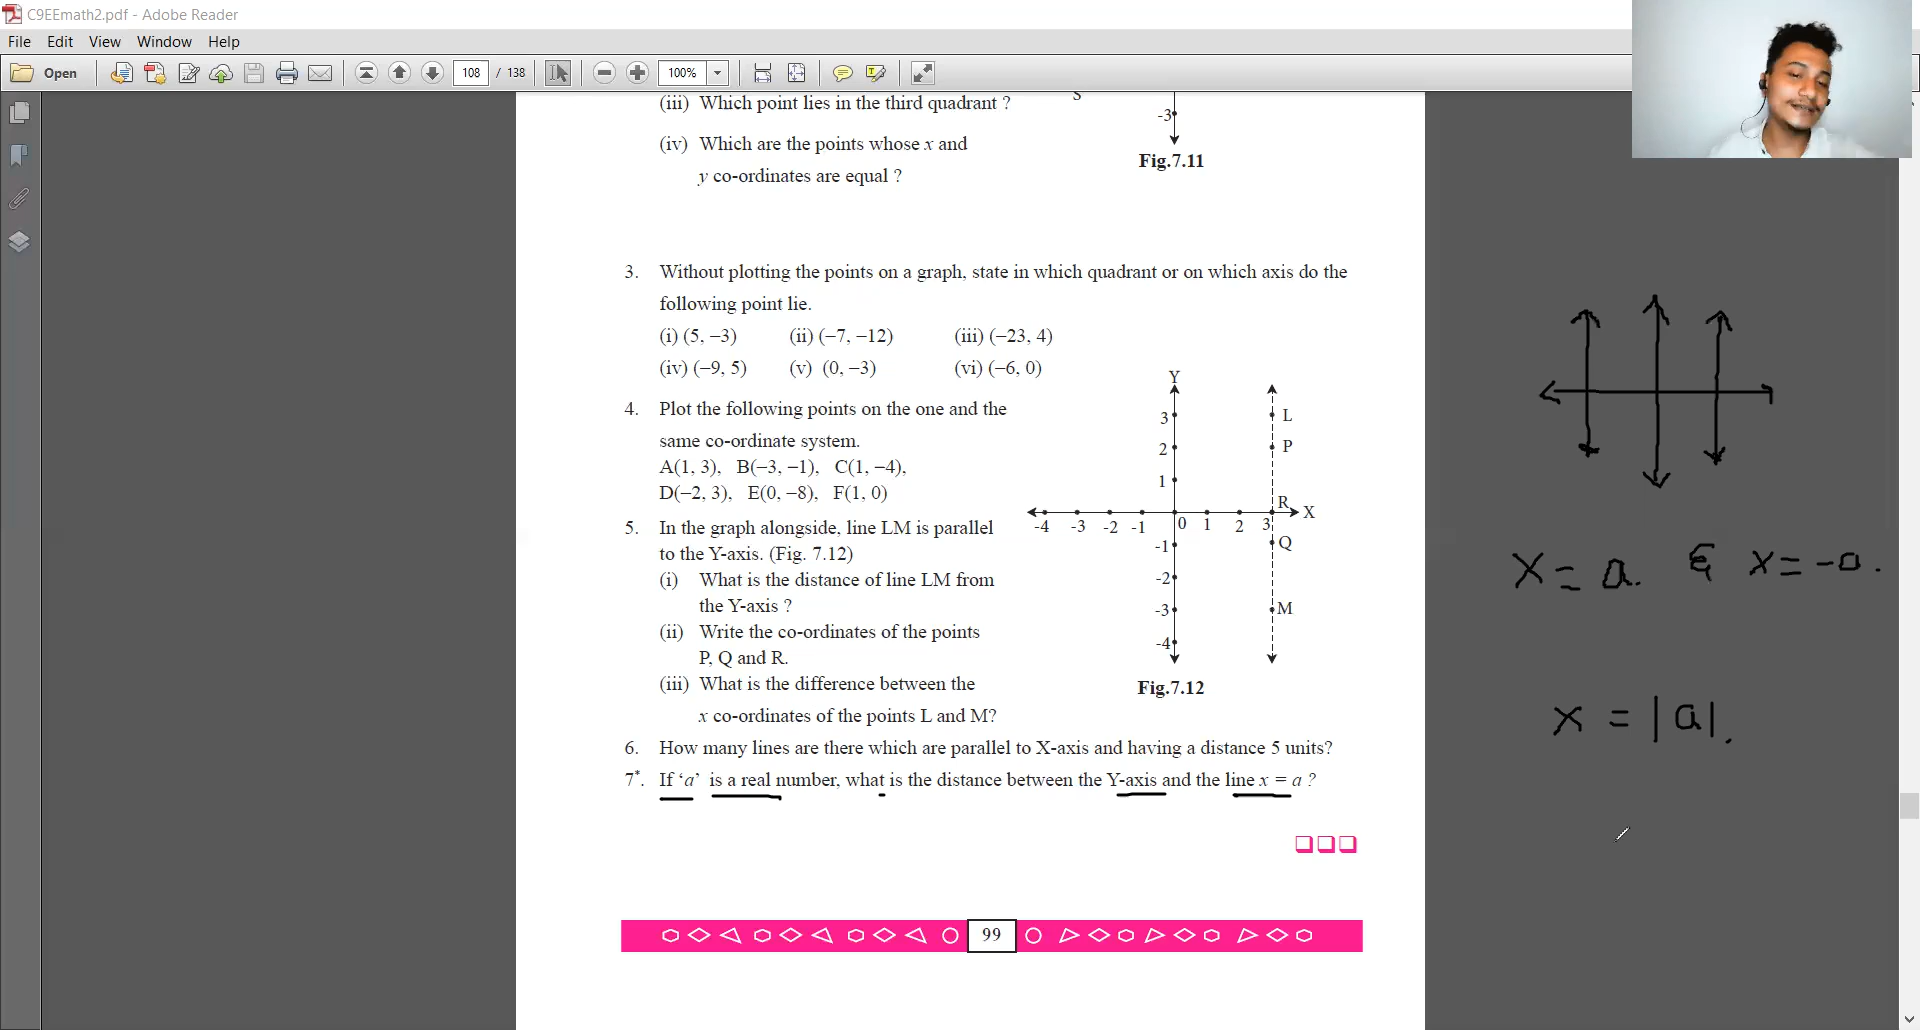 C9EEmath2.pdf - Adobe Reader
File Edit View Window Help
Open 108 / 138 100%
(iii) Which point lies in the third quadrant ?
S
-3
(iv) Which are the points whose x and
y co-ordinates are equal ?
Fig.7.11
3. Without plotting the points on a graph, state in which quadrant or on which axis do the
following point lie.
(i) (5, −3) (ii) (−7, −12) (iii) (−23, 4)
(iv) (−9, 5) (v) (0, −3) (vi) (−6, 0)
4. Plot the following points on the one and the
same co-ordinate system.
A(1, 3), B(−3, −1), C(1, −4),
D(−2, 3), E(0, −8), F(1, 0)
5. In the graph alongside, line LM is parallel
to the Y-axis. (Fig. 7.12)
(i) What is the distance of line LM from
the Y-axis ?
(ii) Write the co-ordinates of the points
P, Q and R.
(iii) What is the difference between the
x co-ordinates of the points L and M?
Y
3 L
2 P
1
R
X
-4 -3 -2 -1 0 1 2 3
-1 Q
-2
-3 M
-4
Fig.7.12
6. How many lines are there which are parallel to X-axis and having a distance 5 units?
7*. If ‘a’ is a real number, what is the distance between the Y-axis and the line x = a ?
99
x = a. & x = -a.
x = |a|.